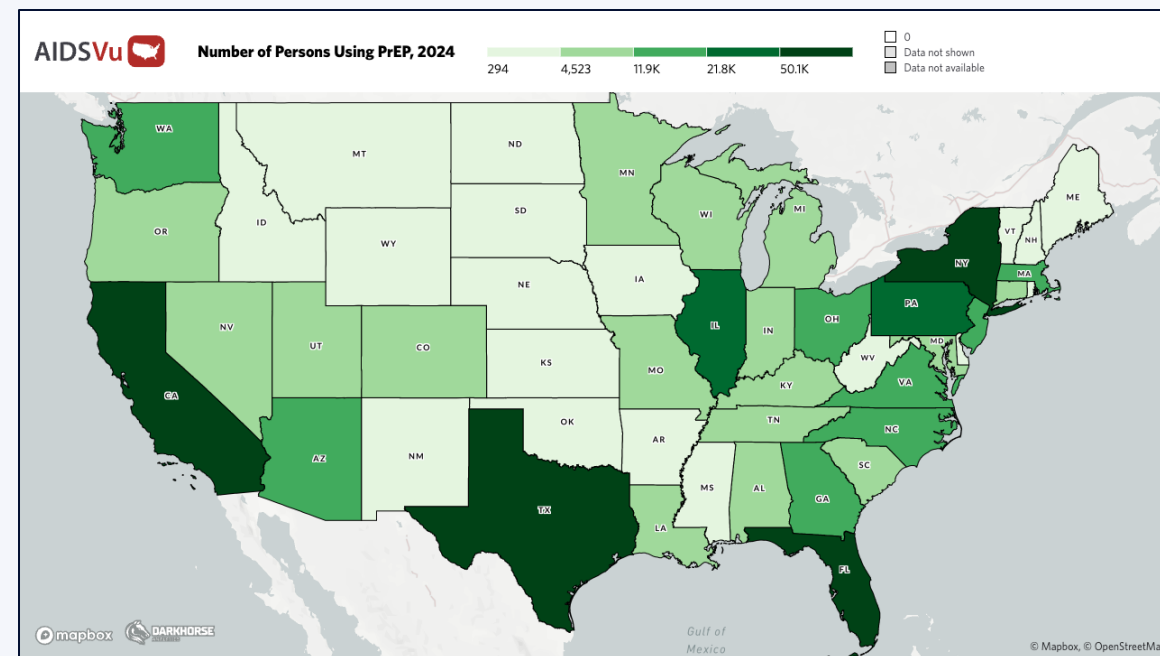 AIDSVu
Number of Persons Using PrEP, 2024
294 4,523 11.9K 21.8K 50.1K
0
Data not shown
Data not available
WA
MT
ND
MN
ME
OR
ID
SD
WI
MI
VT
NH
WY
NY
MA
IA
NE
PA
NV
UT
CO
IL
IN
OH
MD
KS
MO
WV
VA
KY
CA
AZ
NM
OK
AR
TN
NC
SC
MS
AL
GA
TX
LA
FL
Gulf of
Mexico
mapbox
DARKHORSE
© Mapbox, © OpenStreetMa